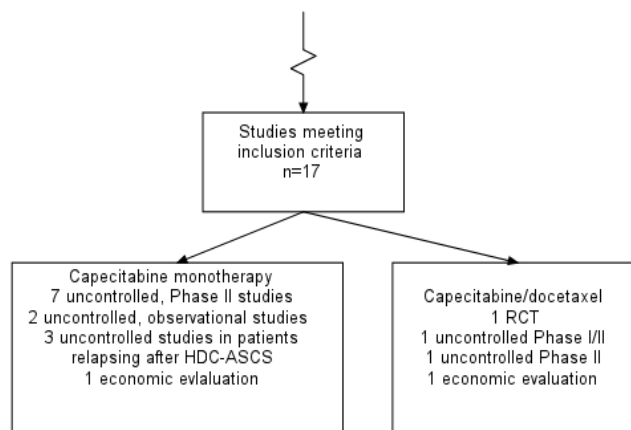 Studies meeting
inclusion criteria
n=17
Capecitabine monotherapy
7 uncontrolled, Phase II studies
2 uncontrolled, observational studies
3 uncontrolled studies in patients
relapsing after HDC-ASCS
1 economic evlaluation
Capecitabine/docetaxel
1 RCT
1 uncontrolled Phase I/II
1 uncontrolled Phase II
1 economic evaluation